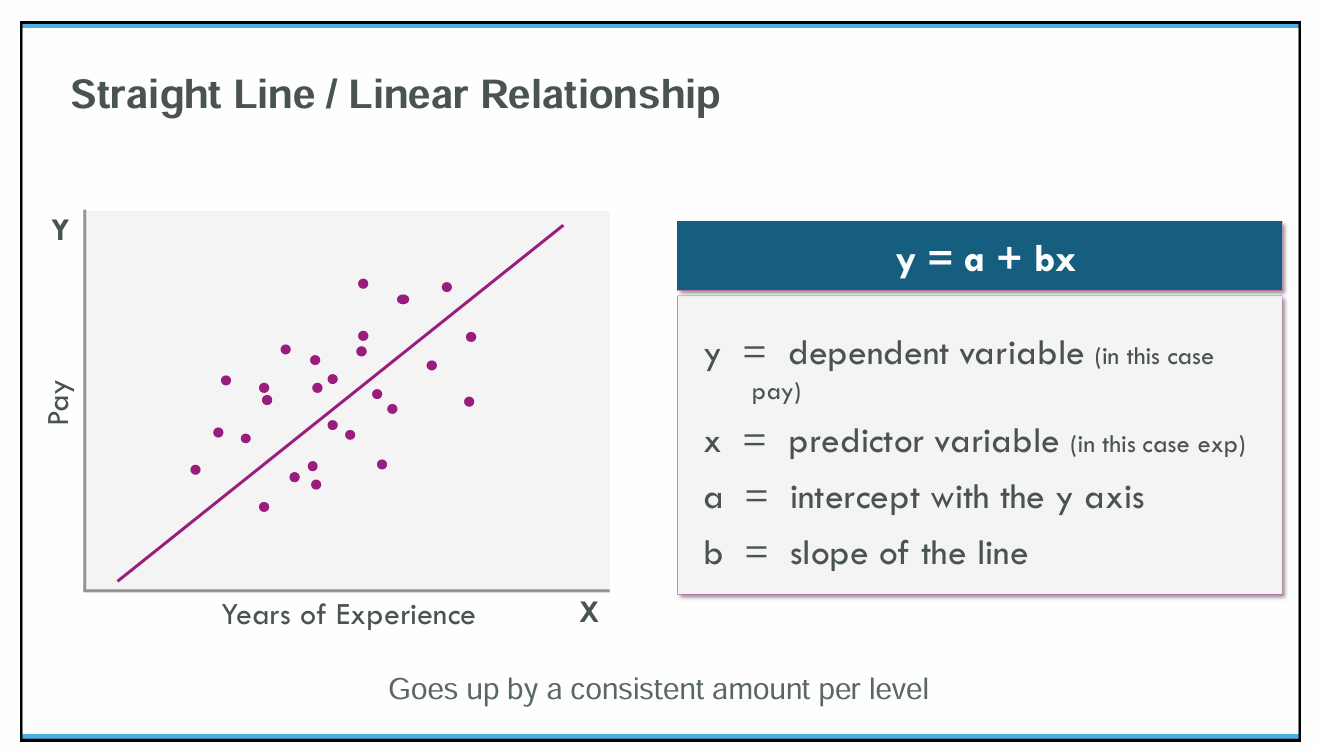 Straight Line / Linear Relationship
Y
Pay
Years of Experience
X
y = a + bx
y = dependent variable (in this case
pay)
x = predictor variable (in this case exp)
a = intercept with the y axis
b = slope of the line
Goes up by a consistent amount per level